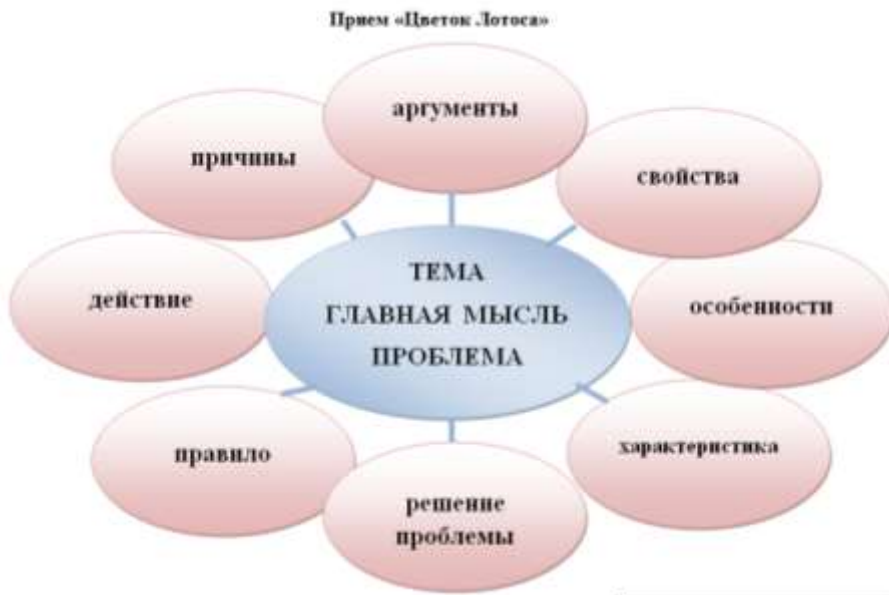 Прием «Цветок Лотоса»
аргументы
причины
свойства
ТЕМА
ГЛАВНАЯ МЫСЛЬ
ПРОБЛЕМА
действие
особенности
правило
характеристика
решение
проблемы